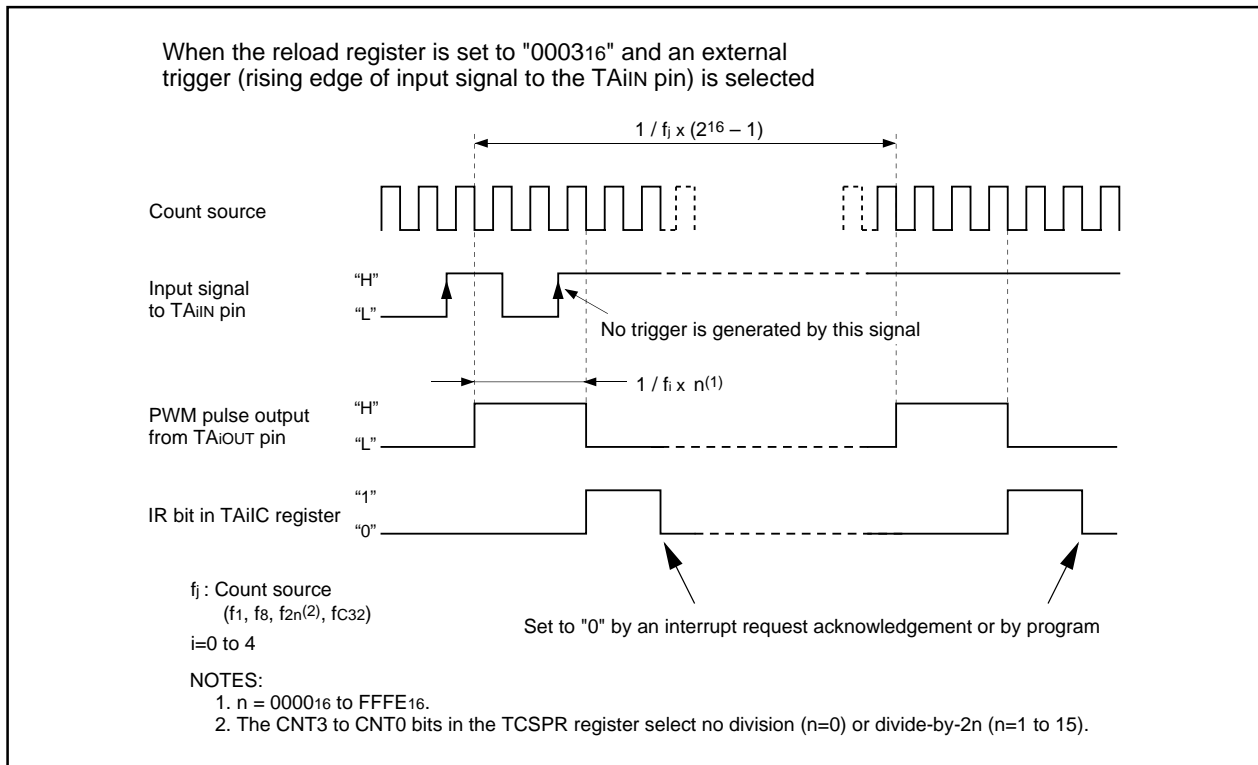 When the reload register is set to "000316" and an external
trigger (rising edge of input signal to the TAiIN pin) is selected
1 / fj x (216 – 1)
Count source
Input signal
to TAiIN pin
“H”
“L”
No trigger is generated by this signal
1 / fi x n(1)
PWM pulse output
from TAiOUT pin
“H”
“L”
IR bit in TAiIC register
“1”
“0”
fj : Count source
(f1, f8, f2n(2), fC32)
i=0 to 4
Set to "0" by an interrupt request acknowledgement or by program
NOTES:
1. n = 000016 to FFFE16.
2. The CNT3 to CNT0 bits in the TCSPR register select no division (n=0) or divide-by-2n (n=1 to 15).